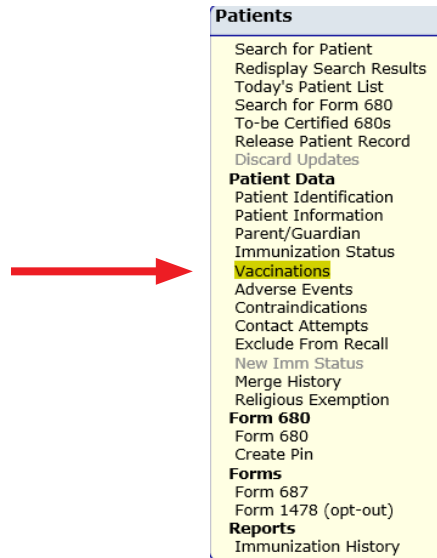 Patients
Search for Patient
Redisplay Search Results
Today's Patient List
Search for Form 680
To-be Certified 680s
Release Patient Record
Discard Updates
Patient Data
Patient Identification
Patient Information
Parent/Guardian
Immunization Status
Vaccinations
Adverse Events
Contraindications
Contact Attempts
Exclude From Recall
New Imm Status
Merge History
Religious Exemption
Form 680
Form 680
Create Pin
Forms
Form 687
Form 1478 (opt-out)
Reports
Immunization History